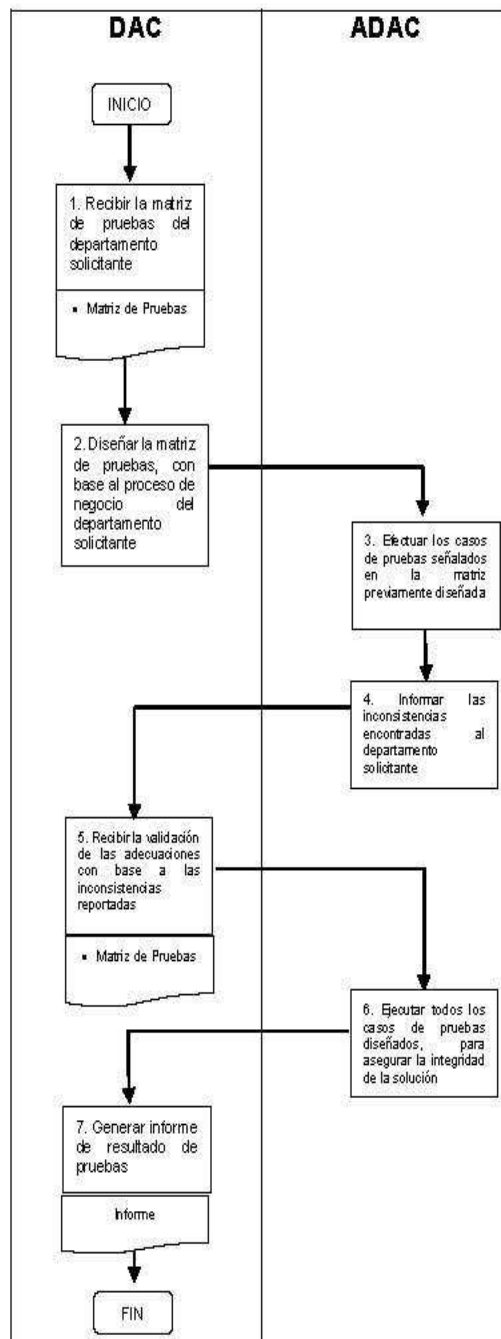 DAC
ADAC
INICIO
1. Recibir la matriz
de pruebas del
departamento
solicitante
▪ Matriz de Pruebas
2. Diseñar la matriz
de pruebas, con
base al proceso de
negocio del
departamento
solicitante
3. Efectuar los casos
de pruebas señalados
en la matriz
previamente diseñada
4. Informar las
inconsistencias
encontradas al
departamento
solicitante
5. Recibir la validación
de las adecuaciones
con base a las
inconsistencias
reportadas
▪ Matriz de Pruebas
6. Ejecutar todos los
casos de pruebas
diseñados, para
asegurar la integridad
de la solución
7. Generar informe
de resultado de
pruebas
Informe
FIN